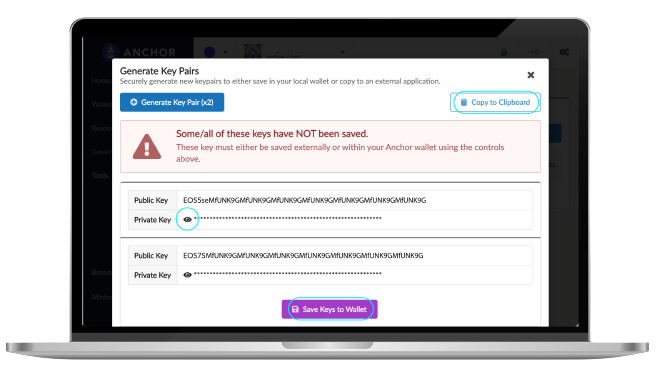 ANCHOR
Generate Key Pairs
Securely generate new keypairs to either save in your local wallet or copy to an external application.
Generate Key Pair (x2)
Copy to Clipboard
Some/all of these keys have NOT been saved.
These key must either be saved externally or within your Anchor wallet using the controls
above.
Public Key EOS5seMfUNK9GMfUNK9GMfUNK9GMfUNK9GMfUNK9GMfUNK9GMfUNK9G
Private Key ************************************************************
Public Key EOS7SMfUNK9GMfUNK9GMfUNK9GMfUNK9GMfUNK9GMfUNK9GMfUNK9G
Private Key ************************************************************
Save Keys to Wallet
Home
Tools